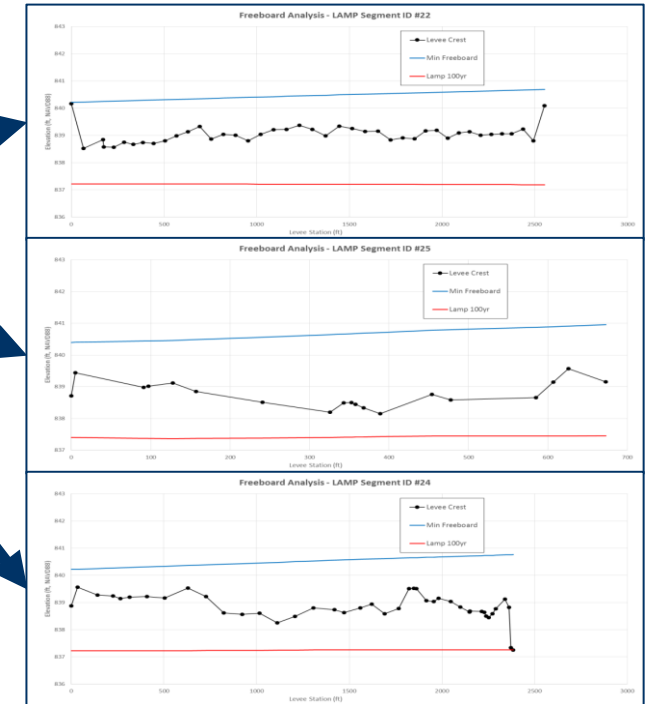 Freeboard Analysis - LAMP Segment ID #22
843
842
841
840
839
838
837
836
Elevation (ft, NAVD88)
Levee Crest
Min Freeboard
Lamp 100yr
0 500 1000 1500 2000 2500 3000
Levee Station (ft)
Freeboard Analysis - LAMP Segment ID #25
843
842
841
840
839
838
837
Elevation (ft, NAVD88)
Levee Crest
Min Freeboard
Lamp 100yr
0 100 200 300 400 500 600 700
Levee Station (ft)
Freeboard Analysis - LAMP Segment ID #24
843
842
841
840
839
838
837
836
Elevation (ft, NAVD88)
Levee Crest
Min Freeboard
Lamp 100yr
0 500 1000 1500 2000 2500 3000
Levee Station (ft)